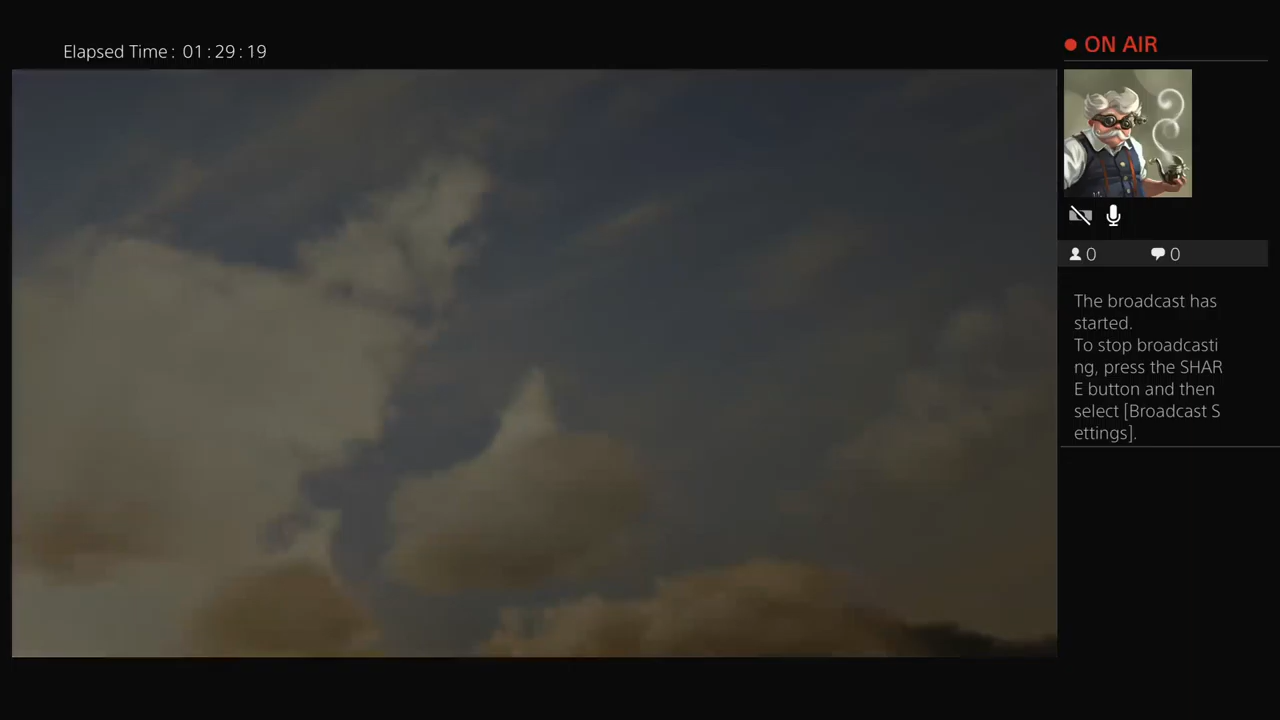 Elapsed Time: 01:29:19
ON AIR
0
0
The broadcast has
started.
To stop broadcasti
ng, press the SHAR
E button and then
select [Broadcast S
ettings].